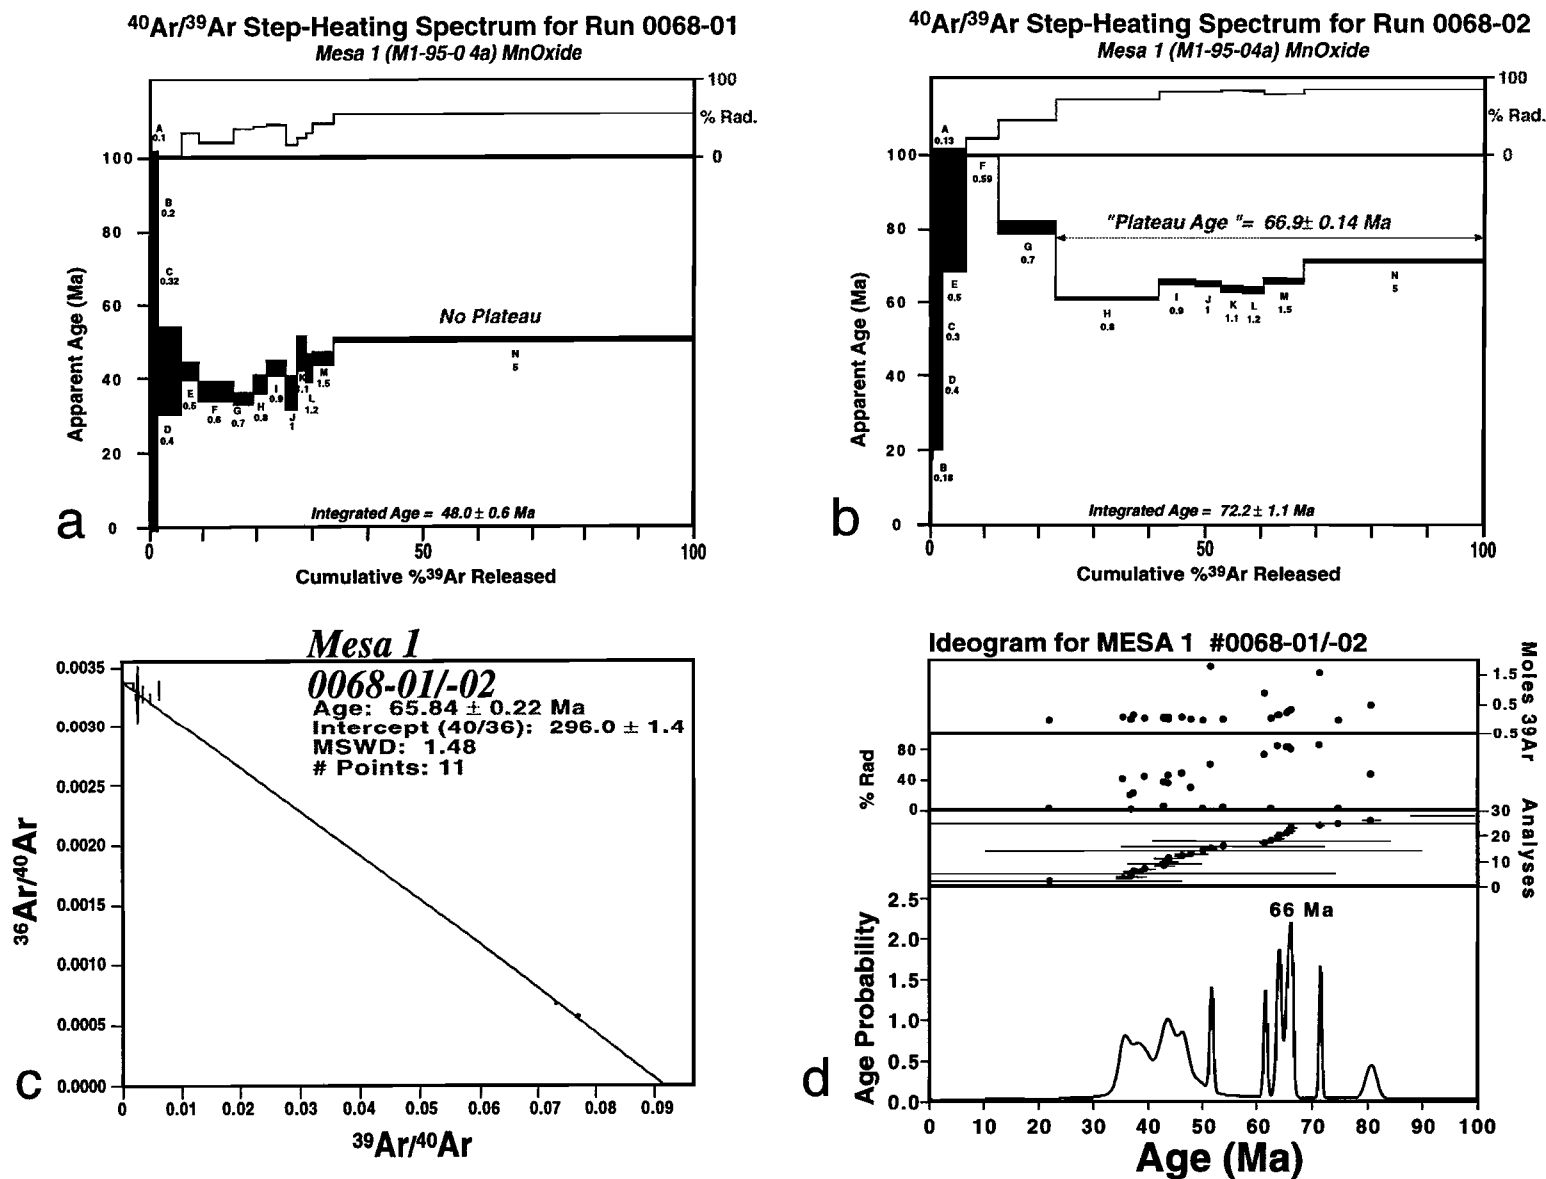 ⁴⁰Ar/³⁹Ar Step-Heating Spectrum for Run 0068-01
Mesa 1 (M1-95-0 4a) MnOxide
100
% Rad.
0
A
0.1
100
B
0.2
80
C
0.32
60
No Plateau
40
E
0.5
F
0.6
G
0.7
H
0.8
I
0.9
J
1
K
1.1
L
1.2
M
1.5
N
5
D
0.4
20
0
Apparent Age (Ma)
Integrated Age = 48.0 ± 0.6 Ma
a
0
50
100
Cumulative %³⁹Ar Released
⁴⁰Ar/³⁹Ar Step-Heating Spectrum for Run 0068-02
Mesa 1 (M1-95-04a) MnOxide
100
% Rad.
0
A
0.13
100
F
0.59
80
"Plateau Age "= 66.9± 0.14 Ma
G
0.7
E
0.5
60
H
0.8
I
0.9
J
1
K
1.1
L
1.2
M
1.5
N
5
C
0.3
40
D
0.4
20
B
0.18
0
Apparent Age (Ma)
Integrated Age = 72.2 ± 1.1 Ma
b
0
50
100
Cumulative %³⁹Ar Released
Mesa 1
0068-01/-02
Age: 65.84 ± 0.22 Ma
Intercept (40/36): 296.0 ± 1.4
MSWD: 1.48
# Points: 11
0.0035
0.0030
0.0025
0.0020
0.0015
0.0010
0.0005
0.0000
³⁶Ar/⁴⁰Ar
c
0
0.01
0.02
0.03
0.04
0.05
0.06
0.07
0.08
0.09
³⁹Ar/⁴⁰Ar
Ideogram for MESA 1 #0068-01/-02
1.5
0.5
-0.5
Moles 39Ar
80
40
0
% Rad
30
20
10
0
Analyses
66 Ma
2.5
2.0
1.5
1.0
0.5
0.0
Age Probability
d
0 10 20 30 40 50 60 70 80 90 100
Age (Ma)